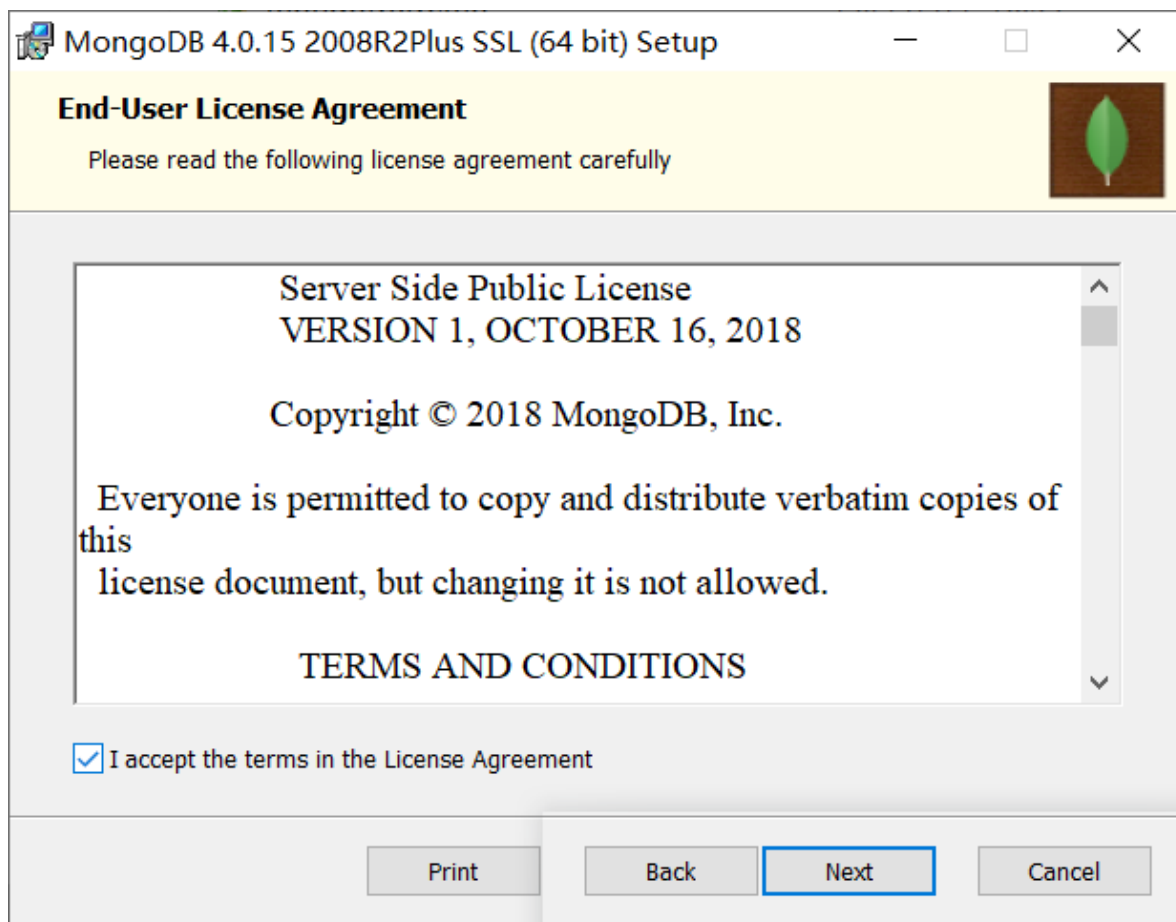 MongoDB 4.0.15 2008R2Plus SSL (64 bit) Setup
End-User License Agreement
Please read the following license agreement carefully
Server Side Public License
VERSION 1, OCTOBER 16, 2018
Copyright © 2018 MongoDB, Inc.
Everyone is permitted to copy and distribute verbatim copies of
this
license document, but changing it is not allowed.
TERMS AND CONDITIONS
I accept the terms in the License Agreement
Print Back Next Cancel